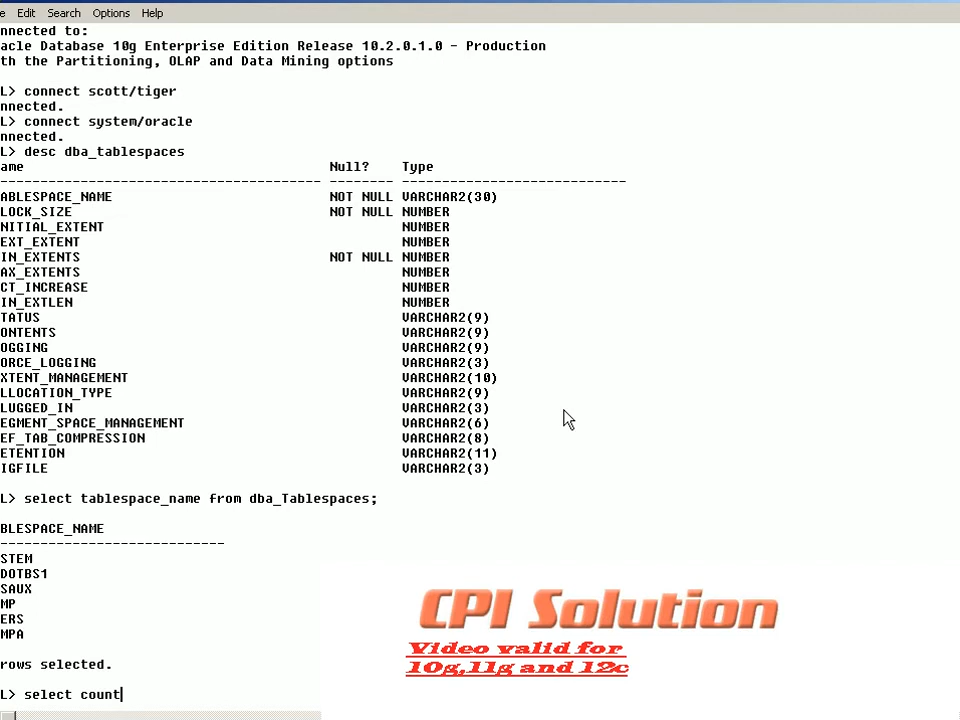 e Edit Search Options Help
nnected to:
acle Database 10g Enterprise Edition Release 10.2.0.1.0 - Production
th the Partitioning, OLAP and Data Mining options
L> connect scott/tiger
nnected.
L> connect system/oracle
nnected.
L> desc dba_tablespaces
ame Null? Type
----------------------------------------- -------- ----------------------------
ABLESPACE_NAME NOT NULL VARCHAR2(30)
LOCK_SIZE NOT NULL NUMBER
NITIAL_EXTENT NUMBER
EXT_EXTENT NUMBER
IN_EXTENTS NOT NULL NUMBER
AX_EXTENTS NUMBER
CT_INCREASE NUMBER
IN_EXTLEN NUMBER
TATUS VARCHAR2(9)
ONTENTS VARCHAR2(9)
OGGING VARCHAR2(9)
ORCE_LOGGING VARCHAR2(3)
XTENT_MANAGEMENT VARCHAR2(10)
LLOCATION_TYPE VARCHAR2(9)
LUGGED_IN VARCHAR2(3)
EGMENT_SPACE_MANAGEMENT VARCHAR2(6)
EF_TAB_COMPRESSION VARCHAR2(8)
ETENTION VARCHAR2(11)
IGFILE VARCHAR2(3)
L> select tablespace_name from dba_Tablespaces;
BLESPACE_NAME
----------------------------
STEM
DOTBS1
SAUX
MP
ERS
MPA
rows selected.
L> select count
CPI Solution
Video valid for
10g,11g and 12c